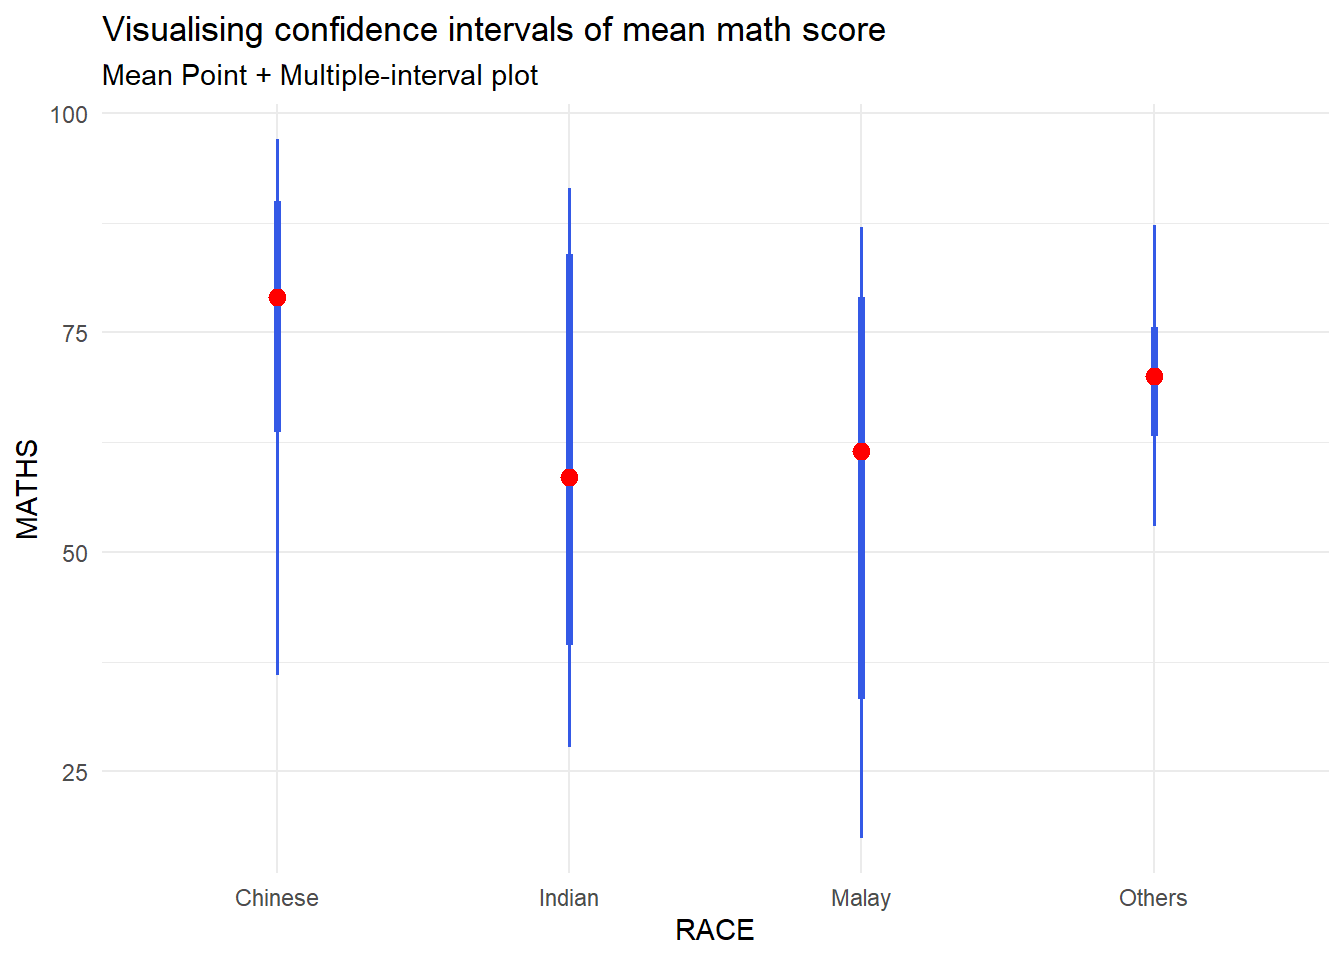 Visualising confidence intervals of mean math score
Mean Point + Multiple-interval plot
100
75
50
25
MATHS
Chinese Indian Malay Others
RACE